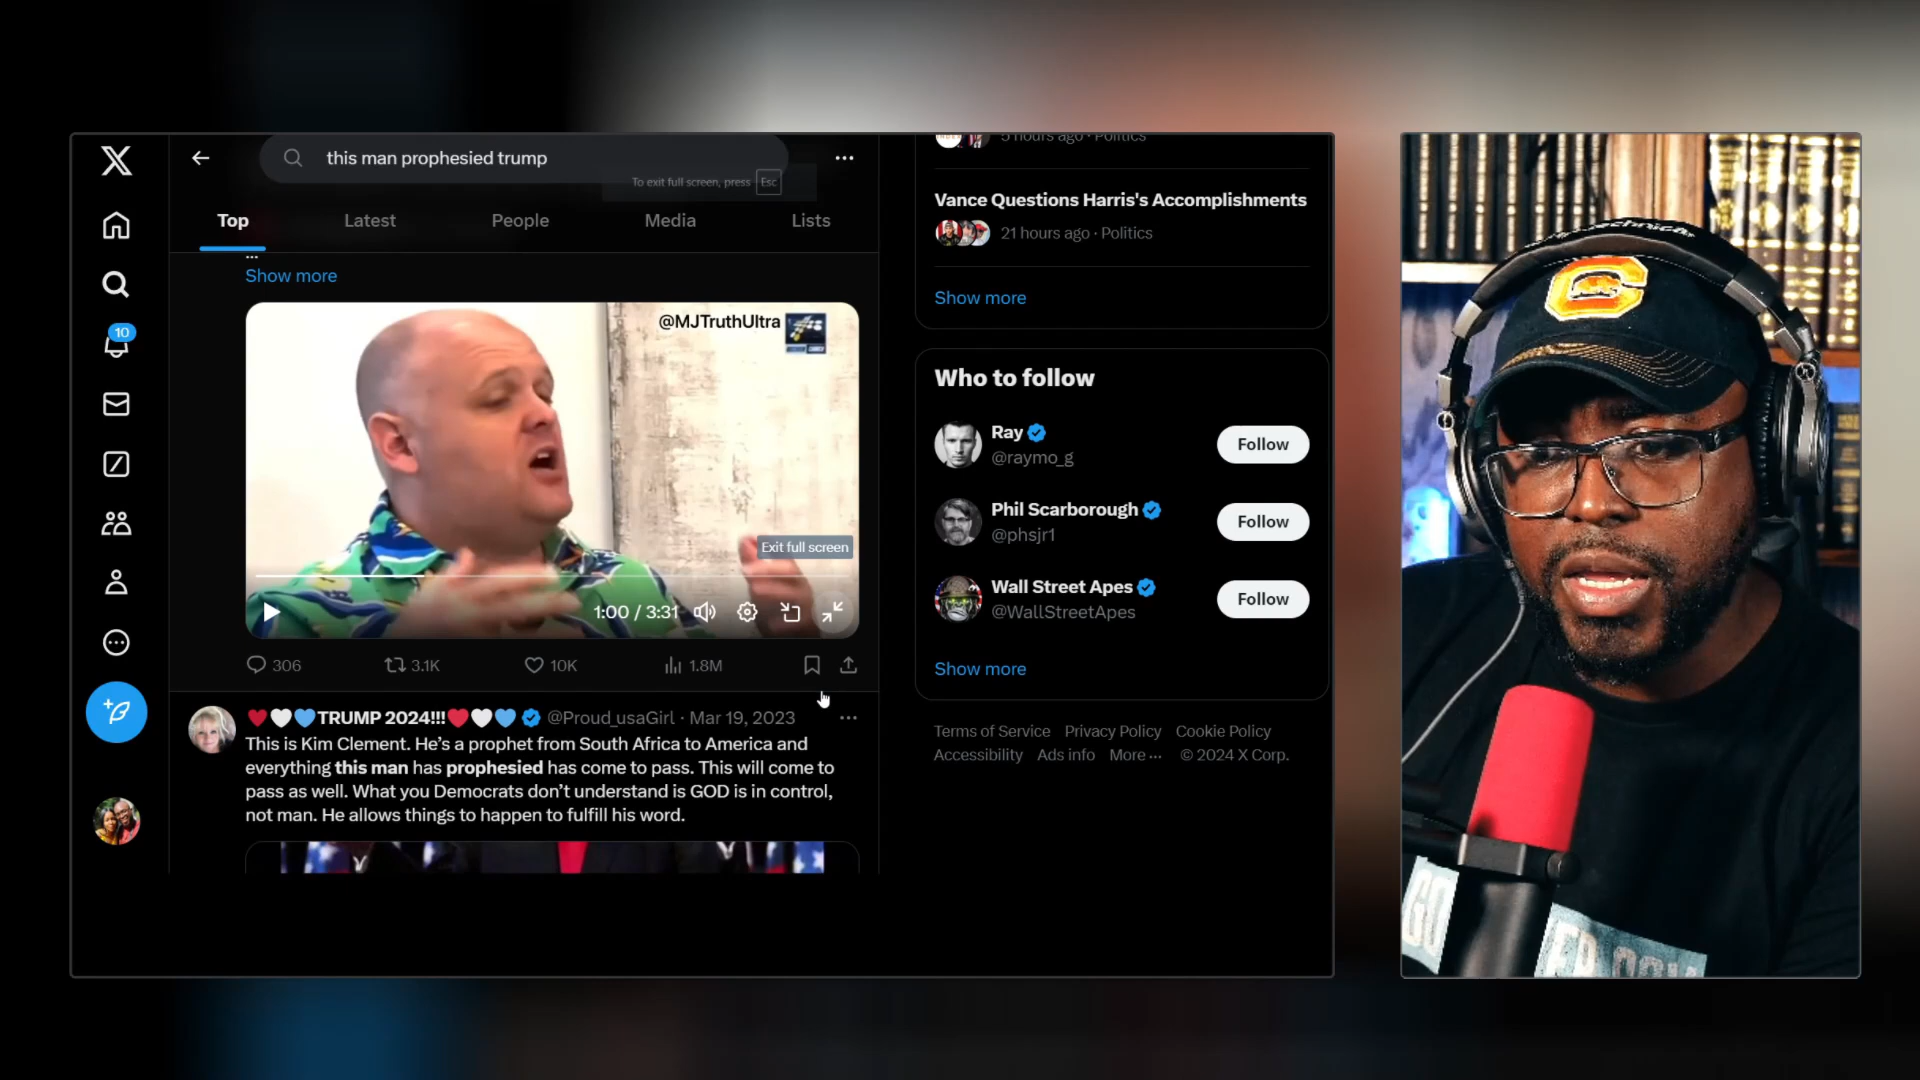 this man prophesied trump
To exit full screen, press Esc
Top
Latest
People
Media
Lists
...
Show more
@MJTruthUltra
Exit full screen
1:00 / 3:31
306
3.1K
10K
1.8M
TRUMP 2024!!! @Proud_usaGirl · Mar 19, 2023
This is Kim Clement. He's a prophet from South Africa to America and
everything this man has prophesied has come to pass. This will come to
pass as well. What you Democrats don't understand is GOD is in control,
not man. He allows things to happen to fulfill his word.
10
5 hours ago · Politics
Vance Questions Harris's Accomplishments
21 hours ago · Politics
Show more
Who to follow
Ray
@raymo_g
Follow
Phil Scarborough
@phsjr1
Follow
Wall Street Apes
@WallStreetApes
Follow
Show more
Terms of Service Privacy Policy Cookie Policy
Accessibility Ads info More ... © 2024 X Corp.
C